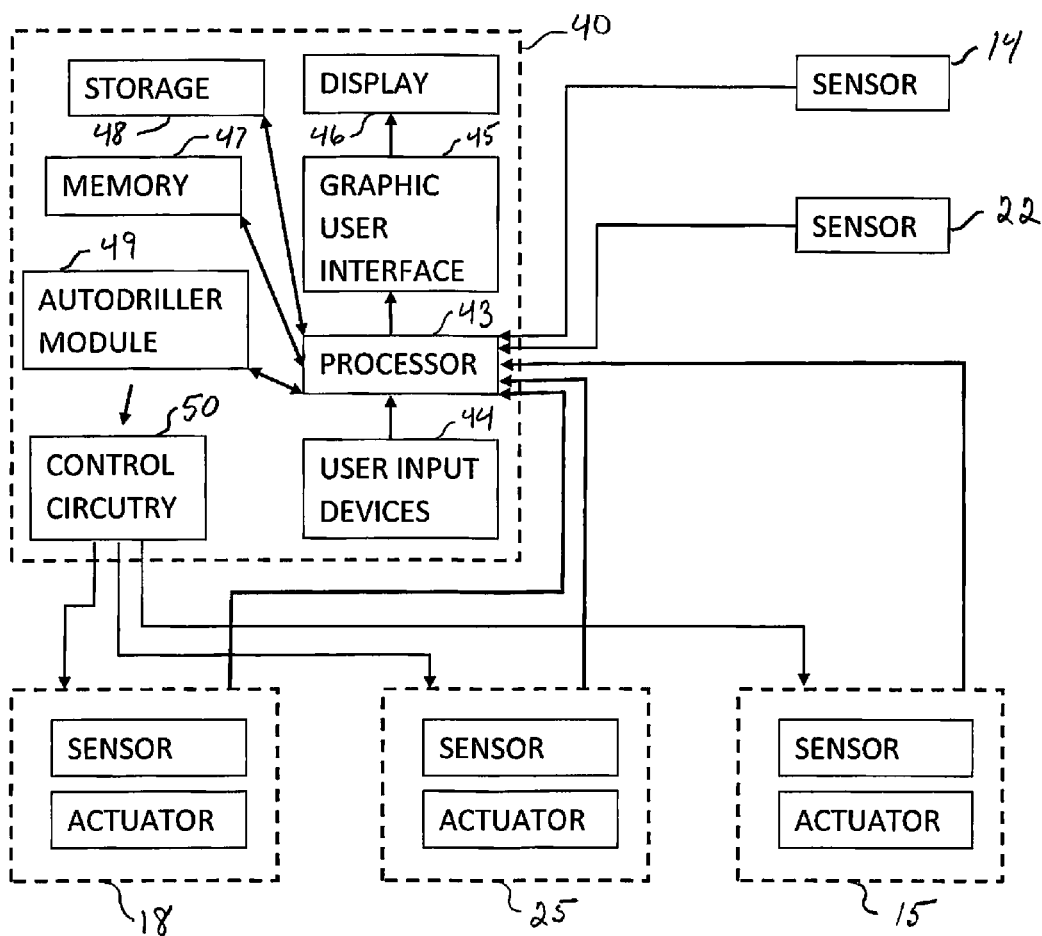 40
14
STORAGE
DISPLAY
SENSOR
48
47
46
45
MEMORY
GRAPHIC
USER
INTERFACE
22
SENSOR
49
AUTODRILLER
MODULE
43
PROCESSOR
50
44
CONTROL
CIRCUTRY
USER INPUT
DEVICES
SENSOR
ACTUATOR
SENSOR
ACTUATOR
SENSOR
ACTUATOR
18
25
15